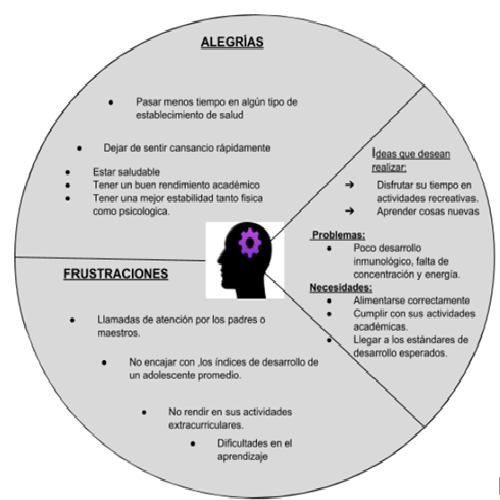 ALEGRÍAS
• Pasar menos tiempo en algún tipo de
establecimiento de salud
• Dejar de sentir cansancio rápidamente
• Estar saludable
• Tener un buen rendimiento académico
• Tener una mejor estabilidad tanto fisica
como psicologica.
Ideas que desean
realizar:
➔ Disfrutar su tiempo en
actividades recreativas.
➔ Aprender cosas nuevas
Problemas:
• Poco desarrollo
inmunológico, falta de
concentración y energía.
Necesidades:
• Alimentarse correctamente
• Cumplir con sus actividades
académicas.
• Llegar a los estándares de
desarrollo esperados.
FRUSTRACIONES
• Llamadas de atención por los padres o
maestros.
• No encajar con ,los índices de desarrollo de
un adolescente promedio.
• No rendir en sus actividades
extracurriculares.
• Dificultades en el
aprendizaje